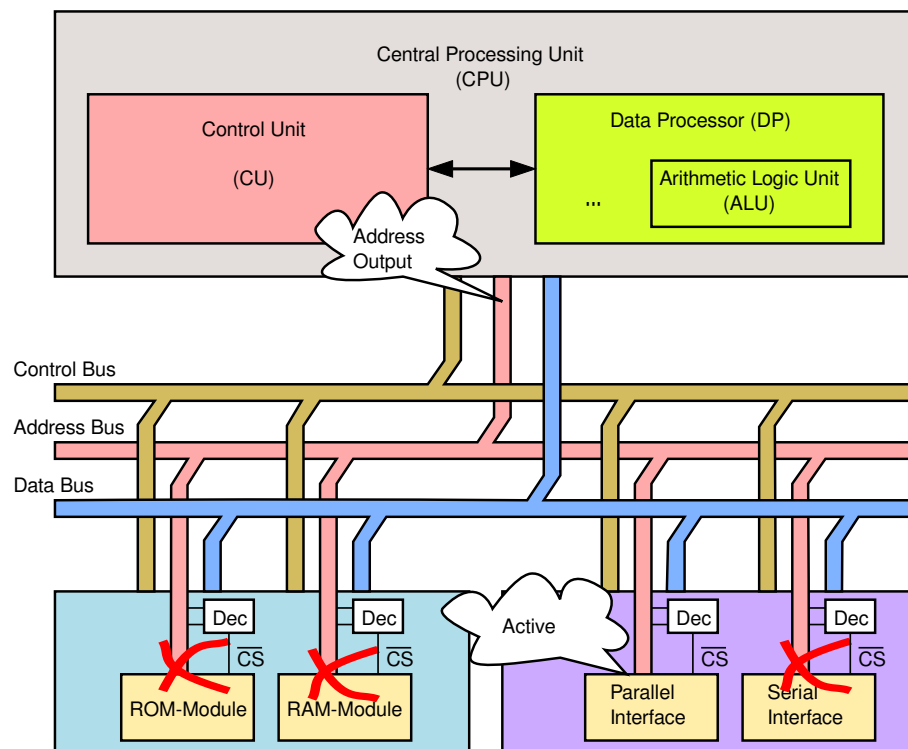 Central Processing Unit
(CPU)
Control Unit
(CU)
Data Processor (DP)
...
Arithmetic Logic Unit
(ALU)
Address
Output
Control Bus
Address Bus
Data Bus
Dec
Dec
Active
Dec
Dec
CS
CS
CS
CS
ROM-Module
RAM-Module
Parallel
Interface
Serial
Interface